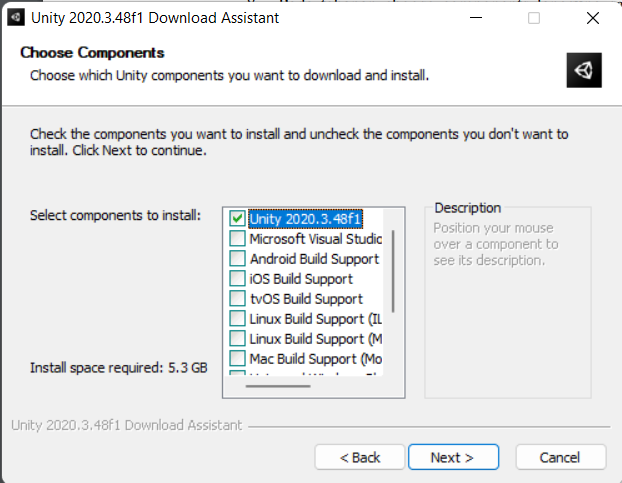 Unity 2020.3.48f1 Download Assistant
Choose Components
Choose which Unity components you want to download and install.
Check the components you want to install and uncheck the components you don't want to
install. Click Next to continue.
Select components to install:
Unity 2020.3.48f1
Microsoft Visual Studio
Android Build Support
iOS Build Support
tvOS Build Support
Linux Build Support (IL
Linux Build Support (M
Mac Build Support (Mo
Description
Position your mouse
over a component to
see its description.
Install space required: 5.3 GB
Unity 2020.3.48f1 Download Assistant
< Back
Next >
Cancel